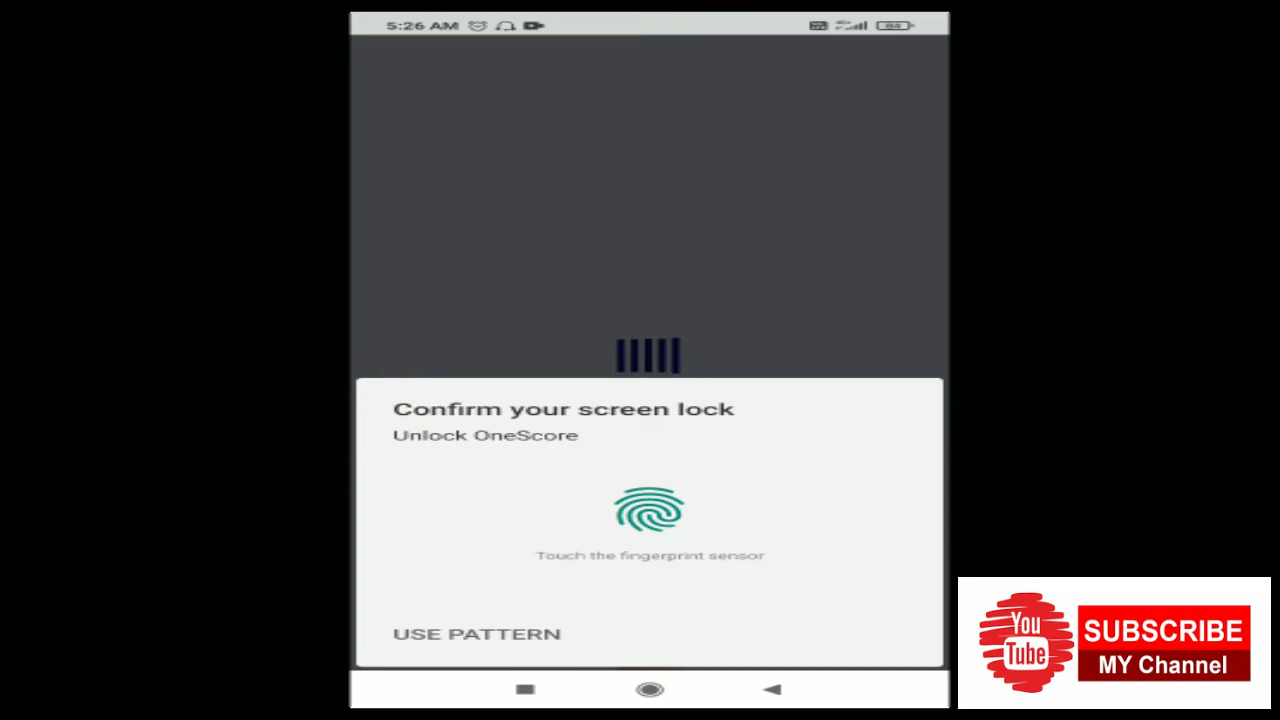 5:26 AM
84
Confirm your screen lock
Unlock OneScore
Touch the fingerprint sensor
USE PATTERN
You
Tube
SUBSCRIBE
MY Channel